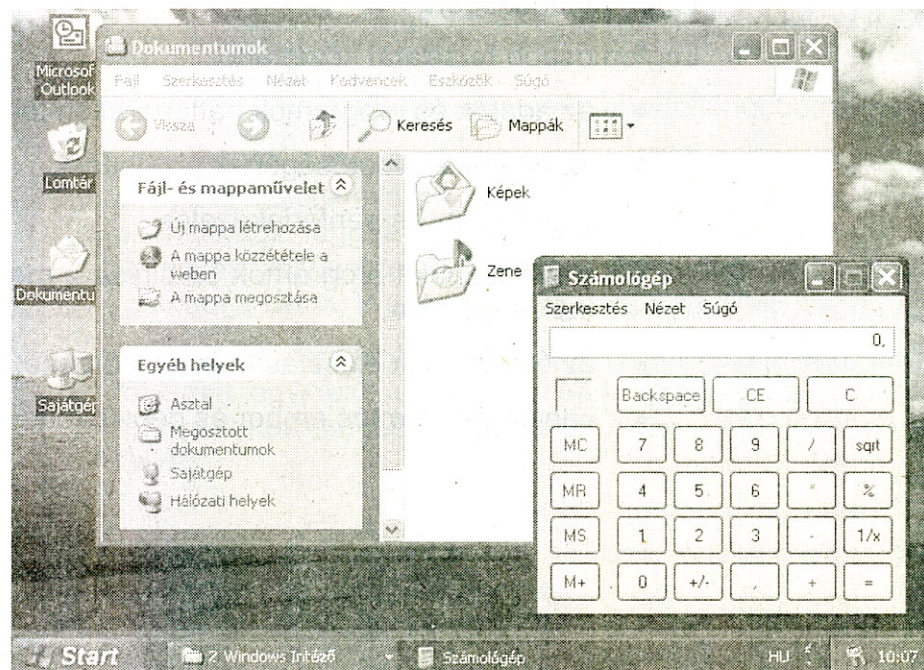 Microsof
Outlook
Lomtár
Dokumentu
Sajátgép
Dokumentumok
Fájl Szerkesztés Nézet Kedvencek Eszközök Súgó
Vissza Keresés Mappák
Fájl- és mappaművelet
Új mappa létrehozása
A mappa közzététele a
weben
A mappa megosztása
Egyéb helyek
Asztal
Megosztott
dokumentumok
Sajátgép
Hálózati helyek
Képek
Zene
Számológép
Szerkesztés Nézet Súgó
0,
Backspace CE C
MC 7 8 9 / sqrt
MR 4 5 6 * %
MS 1 2 3 - 1/x
M+ 0 +/- , + =
Start 2 Windows Intéző Számológép HU 10:07